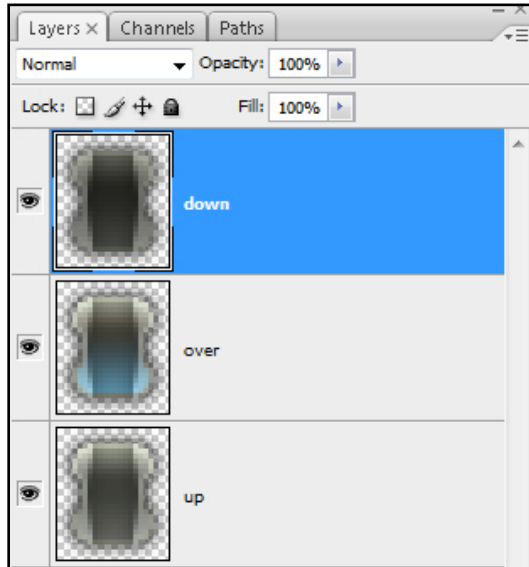 Layers × Channels Paths
Normal Opacity: 100%
Lock: Fill: 100%
down
over
up